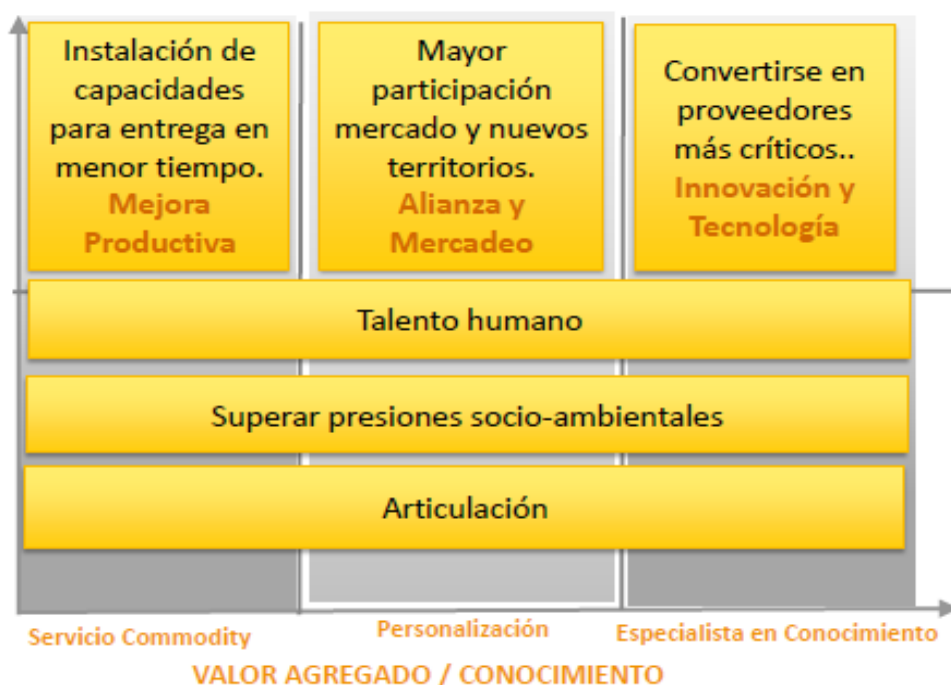 Instalación de
capacidades
para entrega en
menor tiempo.
Mejora
Productiva
Mayor
participación
mercado y nuevos
territorios.
Alianza y
Mercadeo
Convertirse en
proveedores
más críticos..
Innovación y
Tecnología
Talento humano
Superar presiones socio-ambientales
Articulación
Servicio Commodity
Personalización
Especialista en Conocimiento
VALOR AGREGADO / CONOCIMIENTO